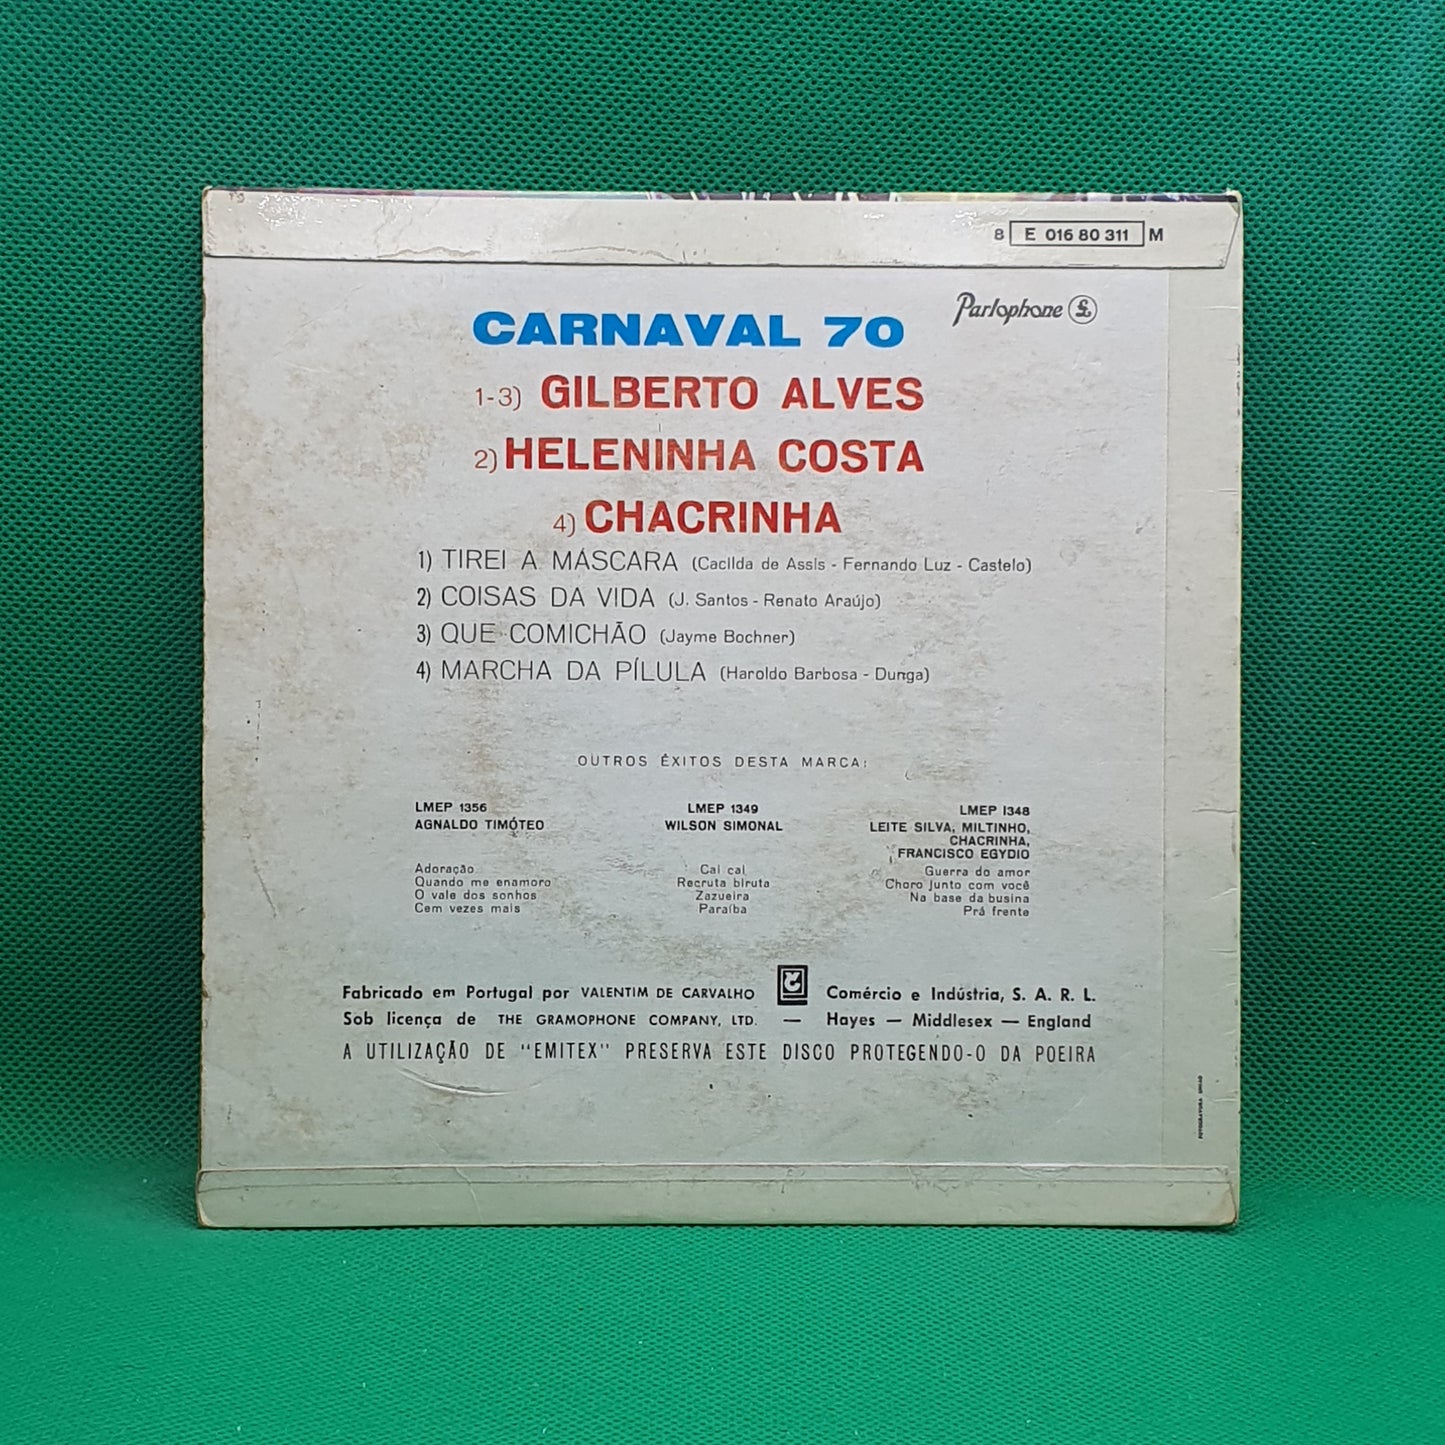 8 E 016 80 311 M
Parlophone £
CARNAVAL 70
1-3) GILBERTO ALVES
2) HELENINHA COSTA
4) CHACRINHA
1) TIREI A MÁSCARA (Cacilda de Assis - Fernando Luz - Castelo)
2) COISAS DA VIDA (J. Santos - Renato Araújo)
3) QUE COMICHÃO (Jayme Bochner)
4) MARCHA DA PÍLULA (Haroldo Barbosa - Dunga)
OUTROS ÊXITOS DESTA MARCA:
LMEP 1356
AGNALDO TIMÓTEO
Adoração
Quando me enamoro
O vale dos sonhos
Cem vezes mais
LMEP 1349
WILSON SIMONAL
Cai cai
Recruta biruta
Zazueira
Paraíba
LMEP 1348
LEITE SILVA, MILTINHO,
CHACRINHA,
FRANCISCO EGYDIO
Guerra do amor
Choro junto com você
Na base da busina
Prá frente
Fabricado em Portugal por VALENTIM DE CARVALHO Comércio e Indústria, S. A. R. L.
Sob licença de THE GRAMOPHONE COMPANY, LTD. — Hayes — Middlesex — England
A UTILIZAÇÃO DE "EMITEX" PRESERVA ESTE DISCO PROTEGENDO-O DA POEIRA
FOTOGRAVURA UNIÃO